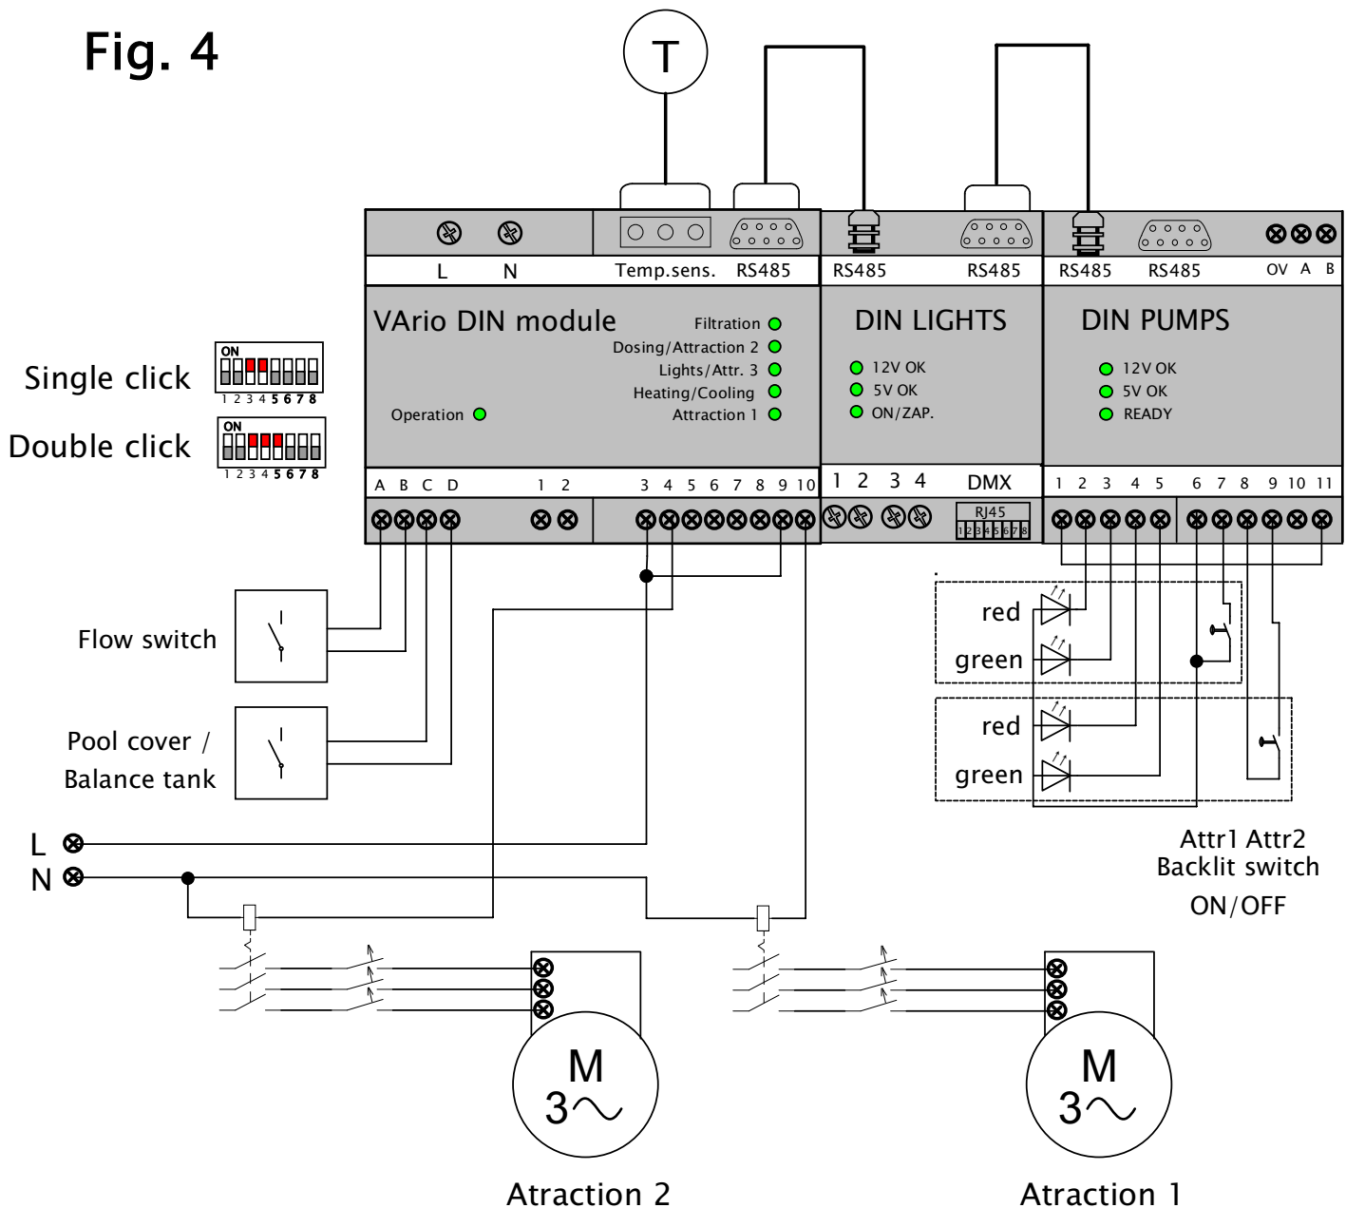 Fig. 4
T
L N Temp.sens. RS485 RS485 RS485 RS485 RS485 OV A B
VArio DIN module
Filtration
Dosing/Attraction 2
Lights/Attr. 3
Heating/Cooling
Attraction 1
Operation
DIN LIGHTS
12V OK
5V OK
ON/ZAP.
DIN PUMPS
12V OK
5V OK
READY
Single click
ON
1 2 3 4 5 6 7 8
Double click
ON
1 2 3 4 5 6 7 8
A B C D 1 2 3 4 5 6 7 8 9 10
1 2 3 4 DMX
RJ45
1 2 3 4 5 6 7 8
1 2 3 4 5 6 7 8 9 10 11
Flow switch
Pool cover /
Balance tank
red
green
red
green
L
N
Attr1 Attr2
Backlit switch
ON/OFF
M
3
Atraction 2
M
3
Atraction 1